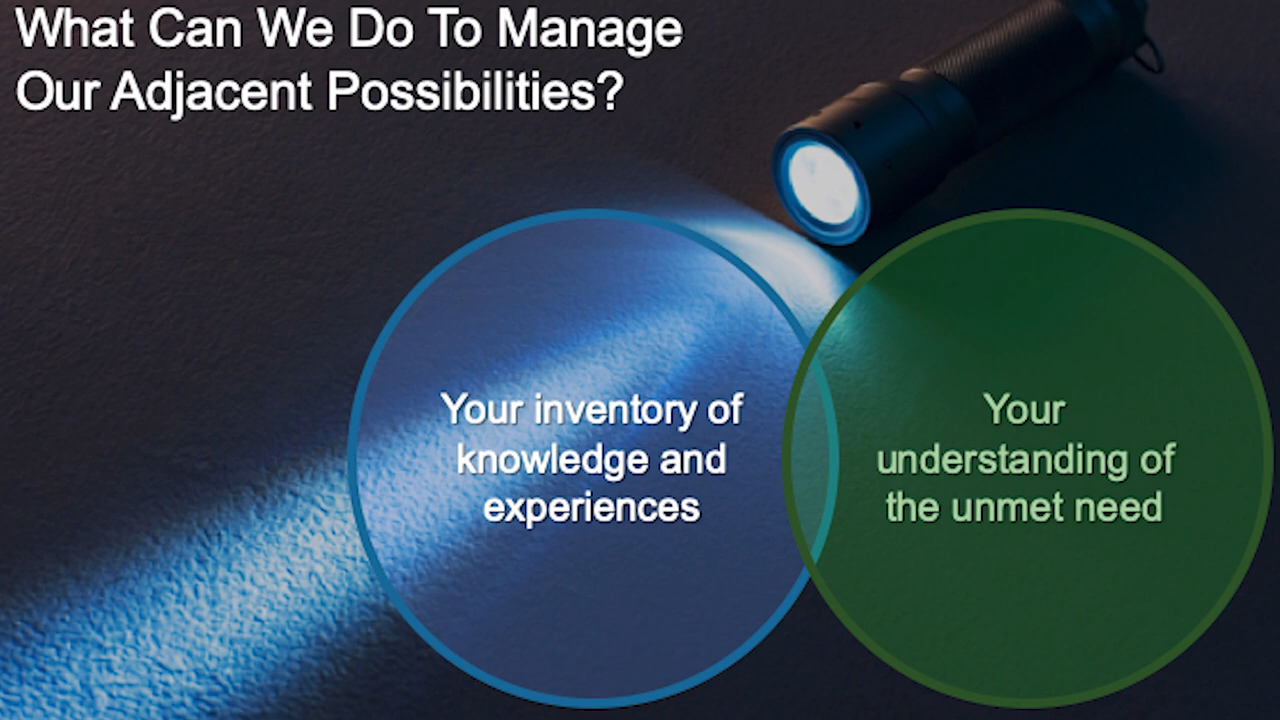 What Can We Do To Manage
Our Adjacent Possibilities?
Your inventory of
knowledge and
experiences
Your
understanding of
the unmet need